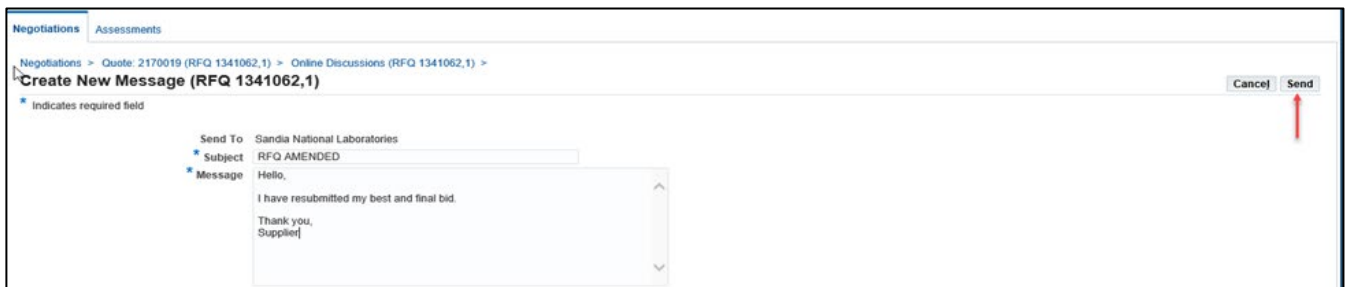 Negotiations Assessments
Negotiations > Quote: 2170019 (RFQ 1341062,1) > Online Discussions (RFQ 1341062,1) >
Create New Message (RFQ 1341062,1)
Cancel Send
* Indicates required field
Send To Sandia National Laboratories
* Subject RFQ AMENDED
* Message Hello,
I have resubmitted my best and final bid.
Thank you,
Supplier